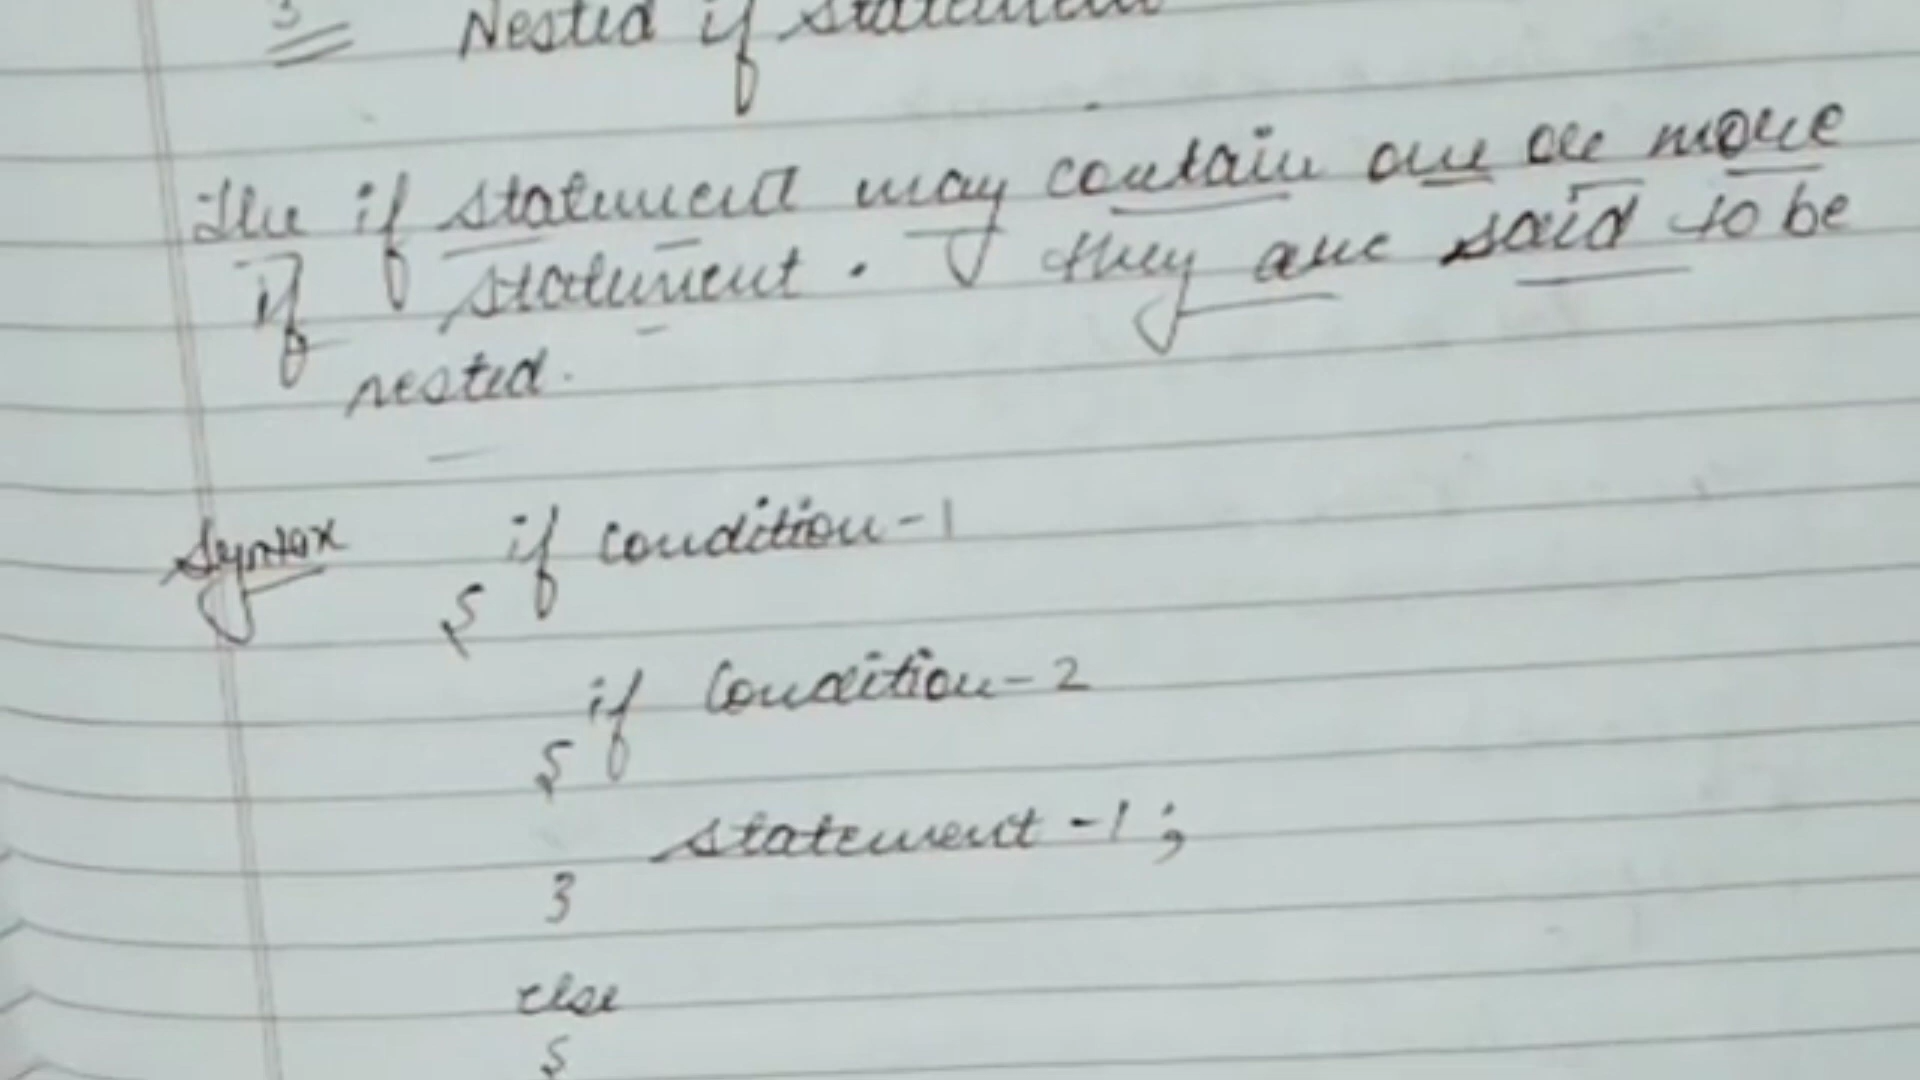 3 Nested if statement
The if statement may contain one or more
if statement. they are said to be
nested.
Syntax if condition-1
{
if Condition-2
{
statement-1;
}
else
{